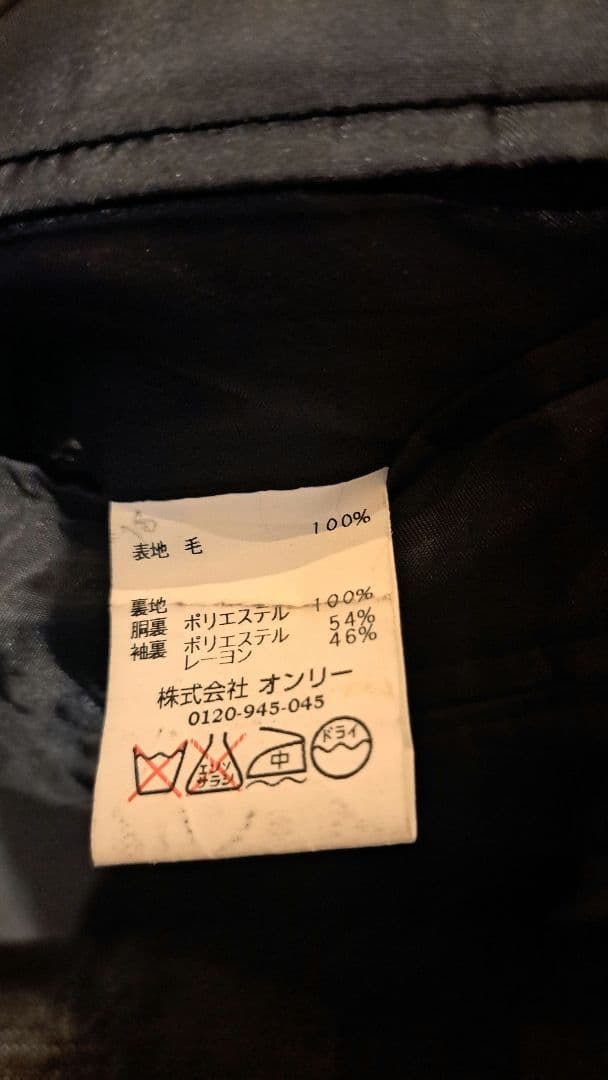 表地 毛 100%
裏地
胴裏 ポリエステル 100%
袖裏 ポリエステル 54%
レーヨン 46%
株式会社 オンリー
0120-945-045
エンソ サラシ 中 ドライ